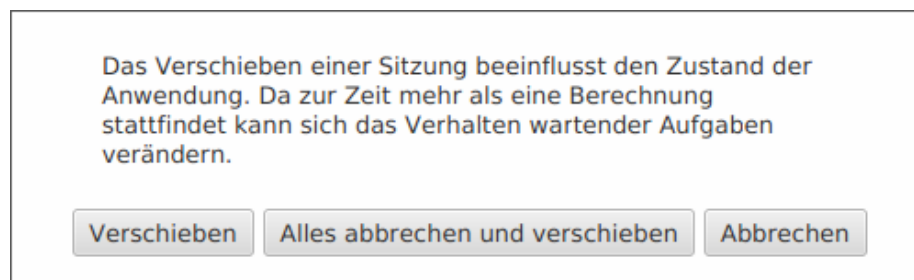 Das Verschieben einer Sitzung beeinflusst den Zustand der
Anwendung. Da zur Zeit mehr als eine Berechnung
stattfindet kann sich das Verhalten wartender Aufgaben
verändern.
Verschieben Alles abbrechen und verschieben Abbrechen